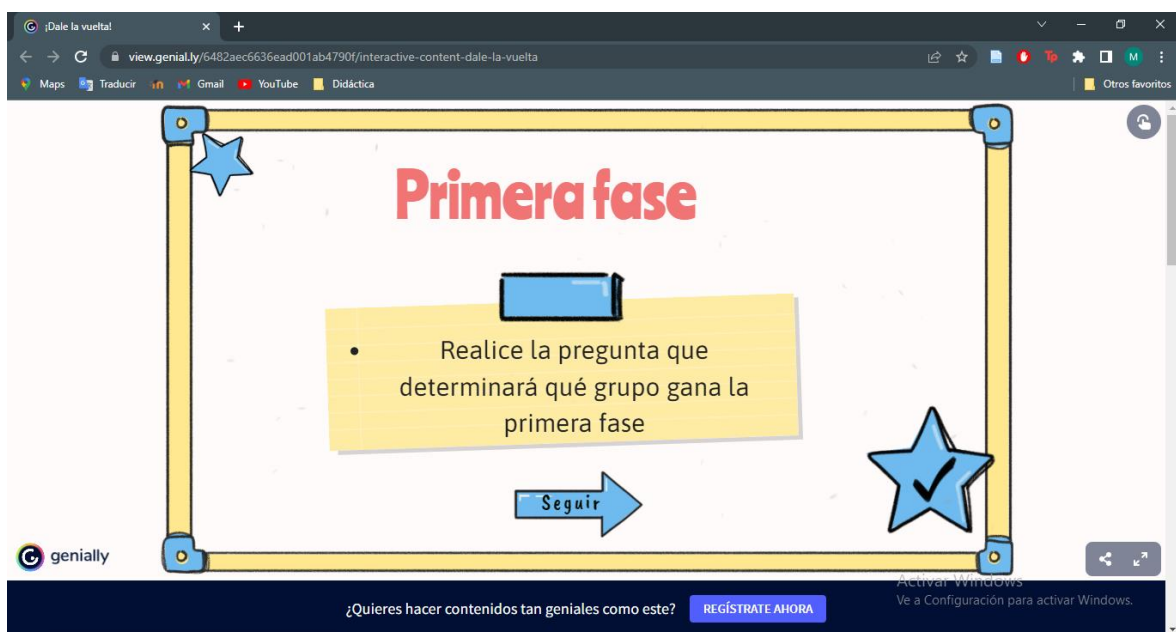 ¡Dale la vuelta!
view.genial.ly/6482aec6636ead001ab4790f/interactive-content-dale-la-vuelta
Tp
M
Maps Traducir Gmail YouTube Didáctica Otros favoritos
Primera fase
• Realice la pregunta que
determinará qué grupo gana la
primera fase
Seguir
genially
Activar Windows
Ve a Configuración para activar Windows.
¿Quieres hacer contenidos tan geniales como este? REGÍSTRATE AHORA